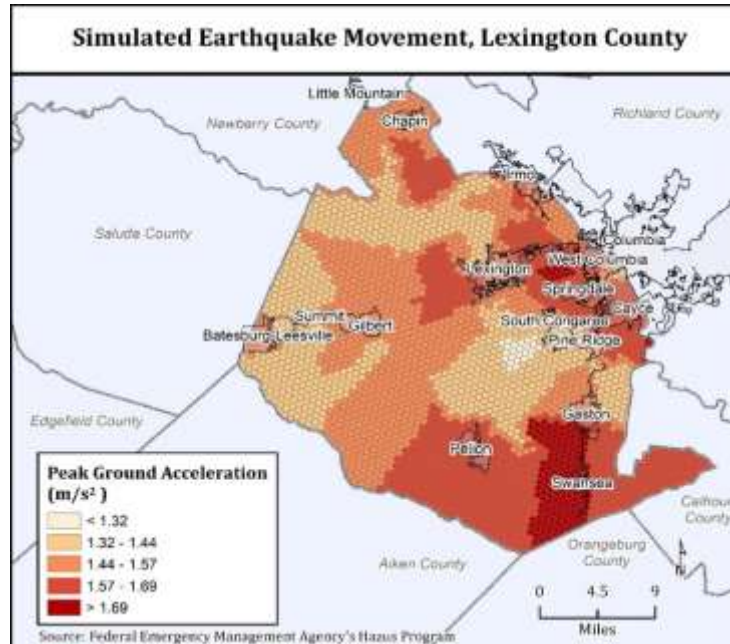 Simulated Earthquake Movement, Lexington County
Little Mountain
Chapin
Newberry County
Richland County
Irmo
Saluda County
Columbia
West Columbia
Lexington
Springdale
Cayce
Summit
Gilbert
South Congaree
Batesburg-Leesville
Pine Ridge
Edgefield County
Gaston
Pelion
Swansea
Peak Ground Acceleration
(m/s²)
< 1.32
1.32 - 1.44
1.44 - 1.57
1.57 - 1.69
> 1.69
Calhoun
County
Aiken County
Orangeburg
County
N
0 4.5 9
Miles
Source: Federal Emergency Management Agency's Hazus Program